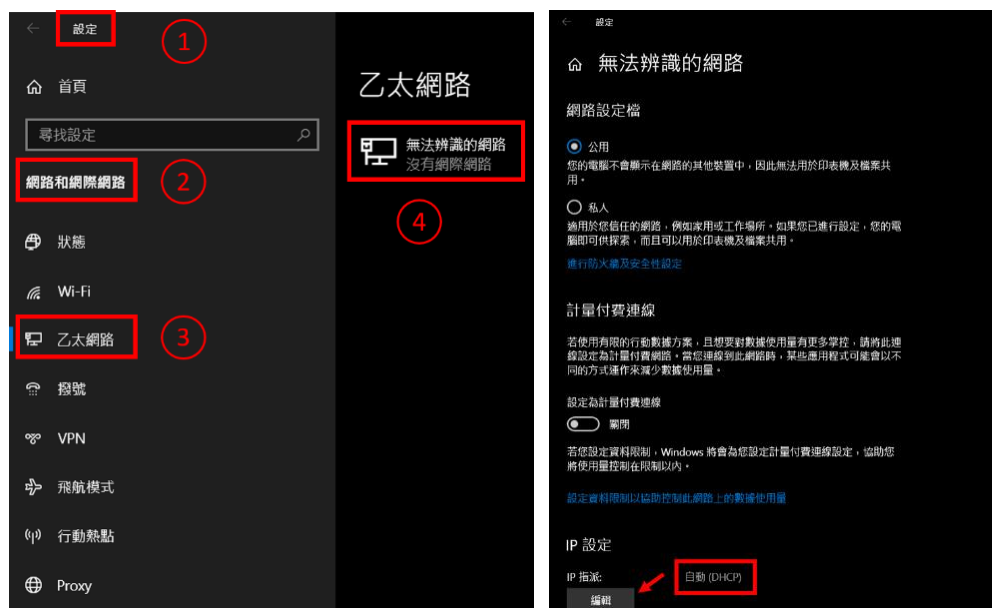 設定
1
首頁
尋找設定
網路和網際網路
2
狀態
Wi-Fi
乙太網路
3
撥號
VPN
飛航模式
行動熱點
Proxy
乙太網路
無法辨識的網路
沒有網際網路
4
設定
無法辨識的網路
網路設定檔
公用
您的電腦不會顯示在網路的其他裝置中，因此無法用於印表機及檔案共
用。
私人
適用於您信任的網路，例如家用或工作場所。如果您已進行設定，您的電
腦即可供探索，而且可以用於印表機及檔案共用。
進行防火牆及安全性設定
計量付費連線
若使用有限的行動數據方案，且想要對數據使用量有更多掌控，請將此連
線設定為計量付費網路。當您連線到此網路時，某些應用程式可能會以不
同的方式運作來減少數據使用量。
設定為計量付費連線
關閉
若您設定資料限制，Windows 將會為您設定計量付費連線設定，協助您
將使用量控制在限制以內。
設定資料限制以協助控制此網路上的數據使用量
IP 設定
IP 指派:
自動 (DHCP)
編輯